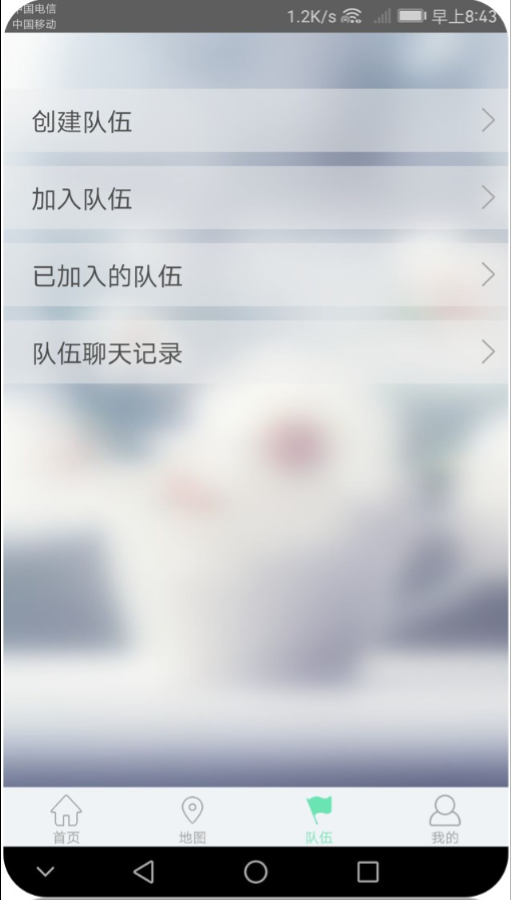 中国电信
中国移动
1.2K/s 早上8:43
创建队伍
加入队伍
已加入的队伍
队伍聊天记录
首页 地图 队伍 我的